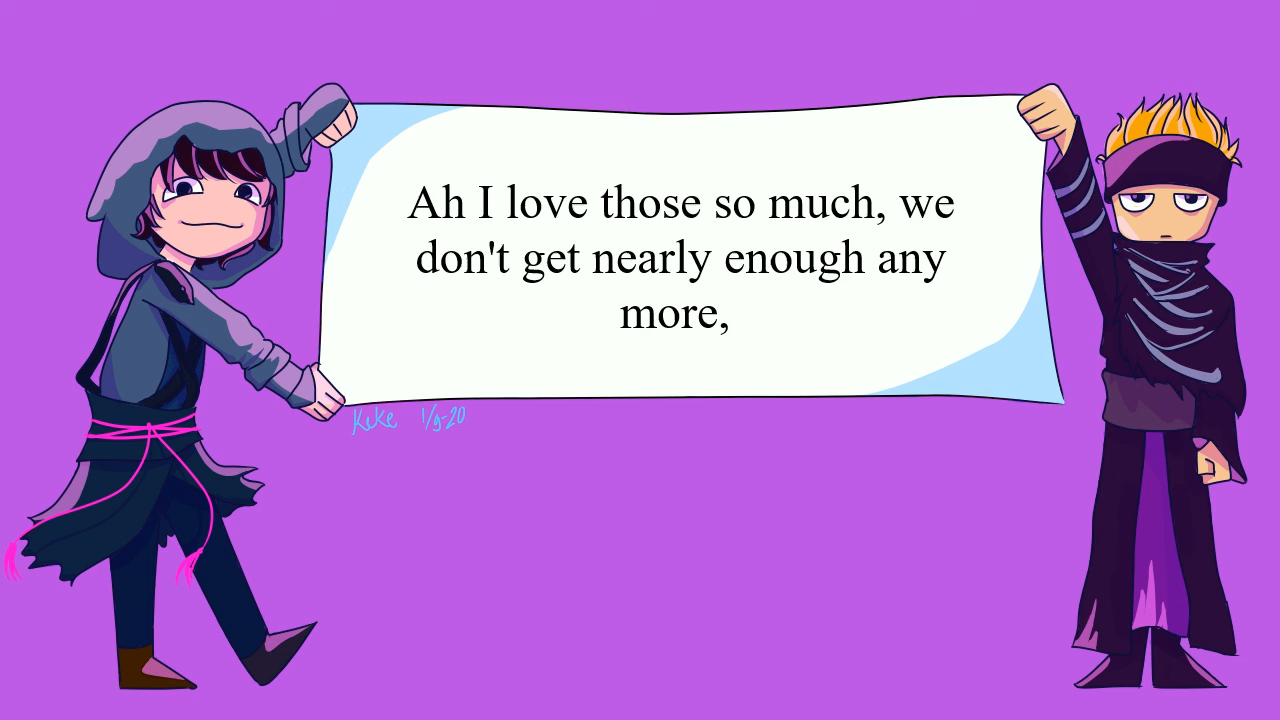 Ah I love those so much, we
don't get nearly enough any
more,
KeKe 1/9-20